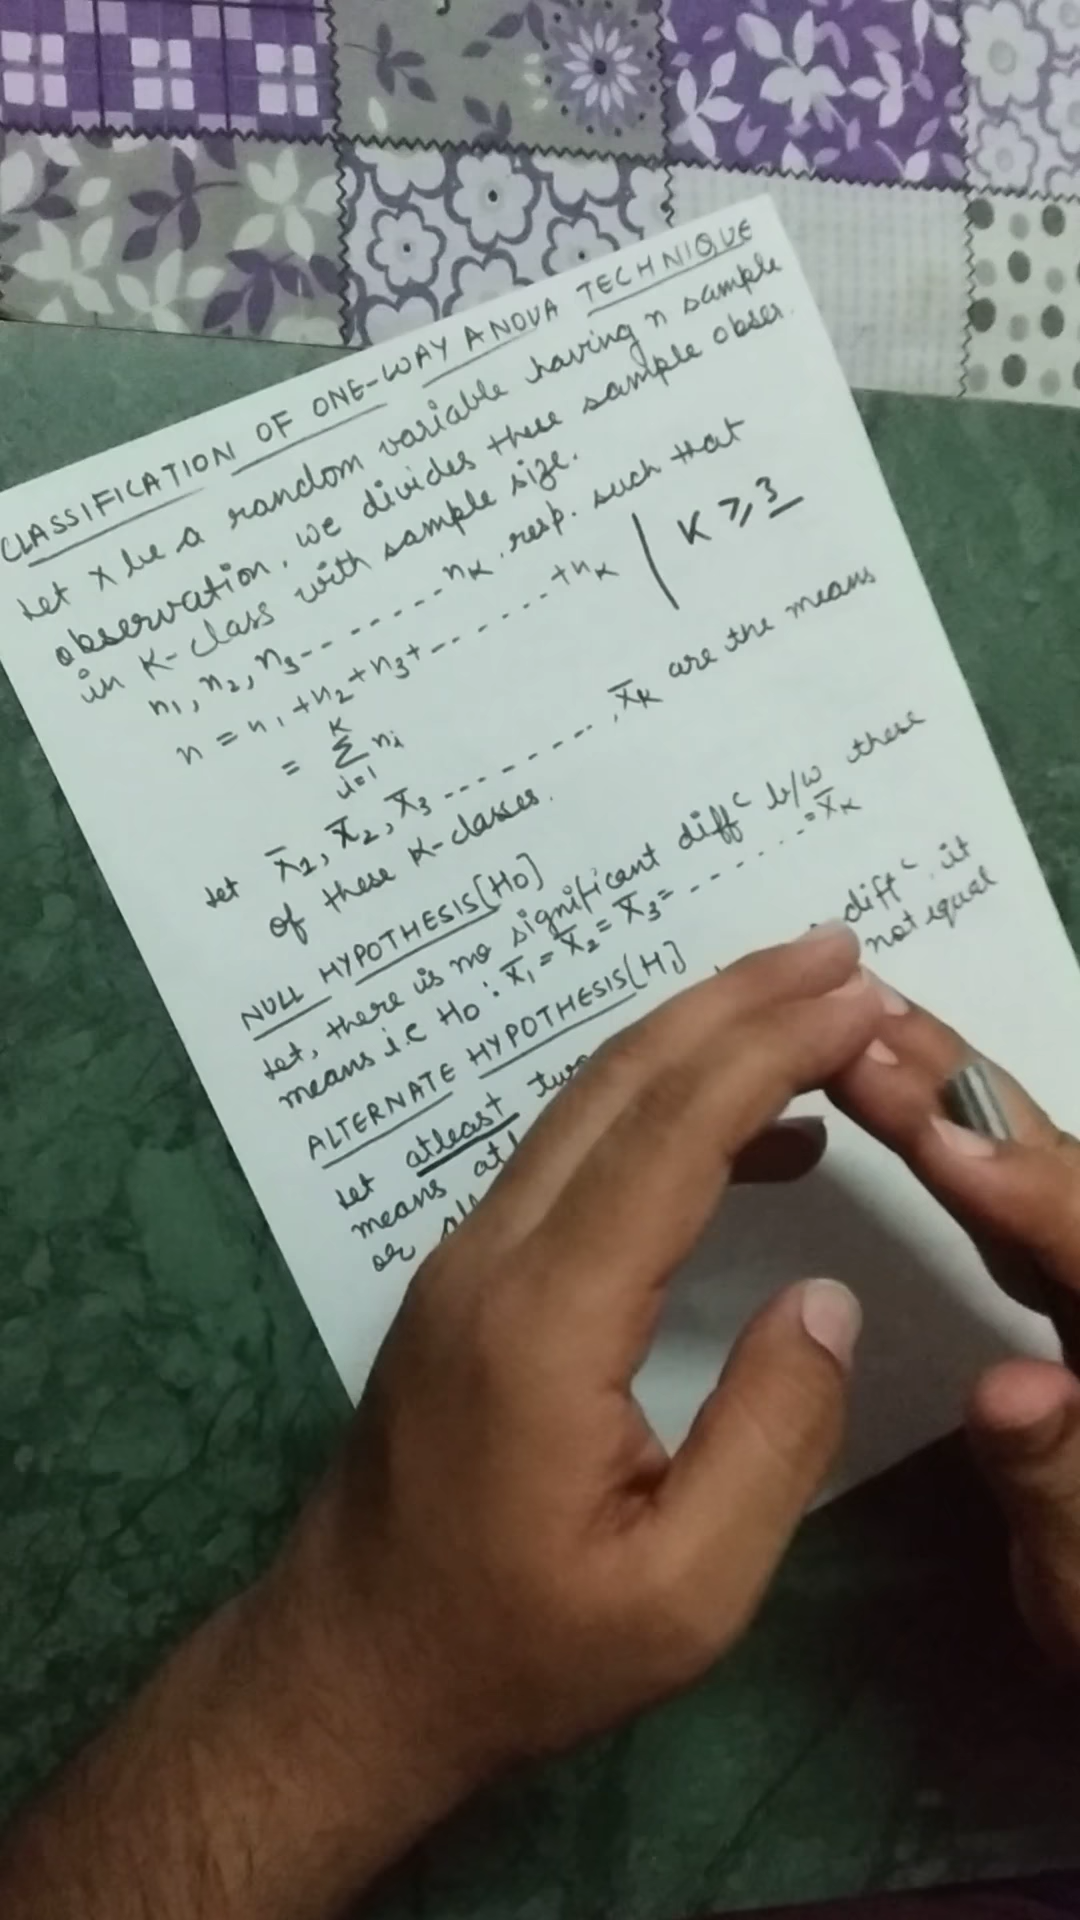 CLASSIFICATION OF ONE-WAY ANOVA TECHNIQUE
Let X be a random variable having n sample
observation. we divides these sample obser.
in K-class with sample size.
n1, n2, n3 - - - - - - - nK. resp. such that
n = n1 + n2 + n3 + - - - - - - - + nK | K ≥ 3
= K∑i=1 ni
Let X̄1, X̄2, X̄3 - - - - - - - , X̄K are the means
of these K-classes.
NULL HYPOTHESIS [H0]
Let, there is no significant diffc b/w these
means i.e H0 : X̄1 = X̄2 = X̄3 = - - - - - - = X̄K
ALTERNATE HYPOTHESIS [H1]
Let atleast diffc. it
means not equal
or